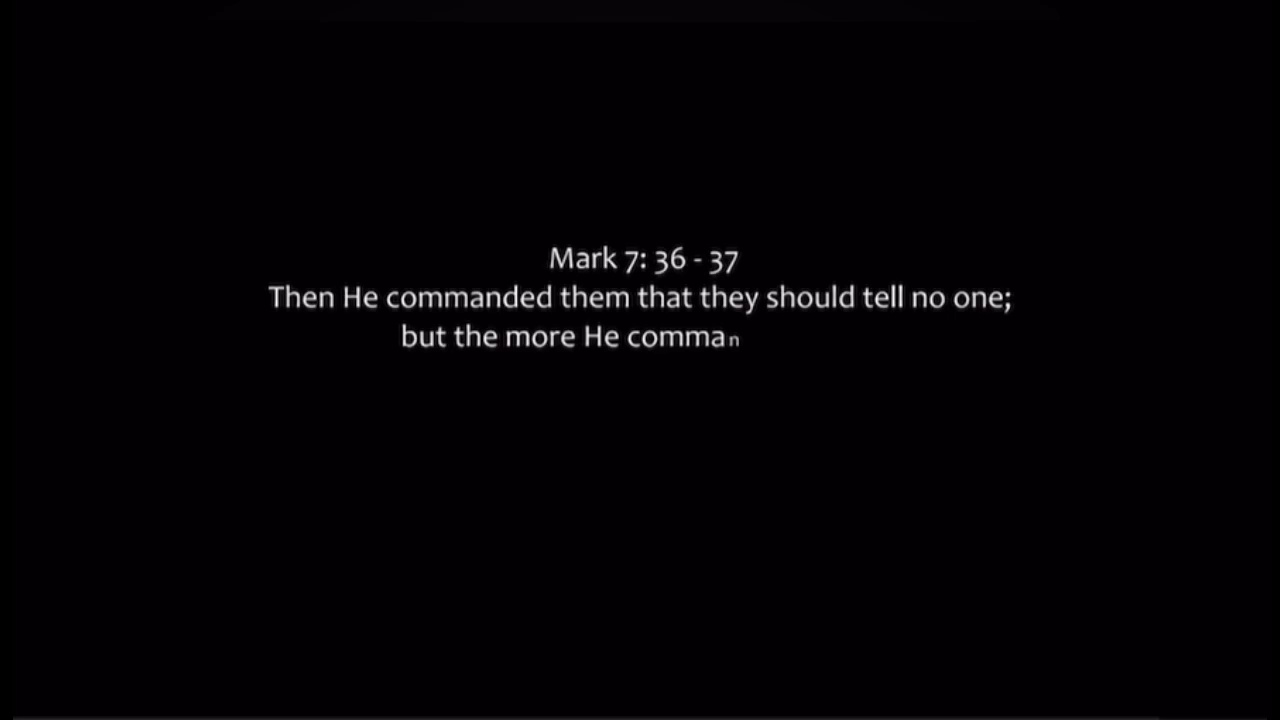 Mark 7: 36 - 37
Then He commanded them that they should tell no one;
but the more He comman